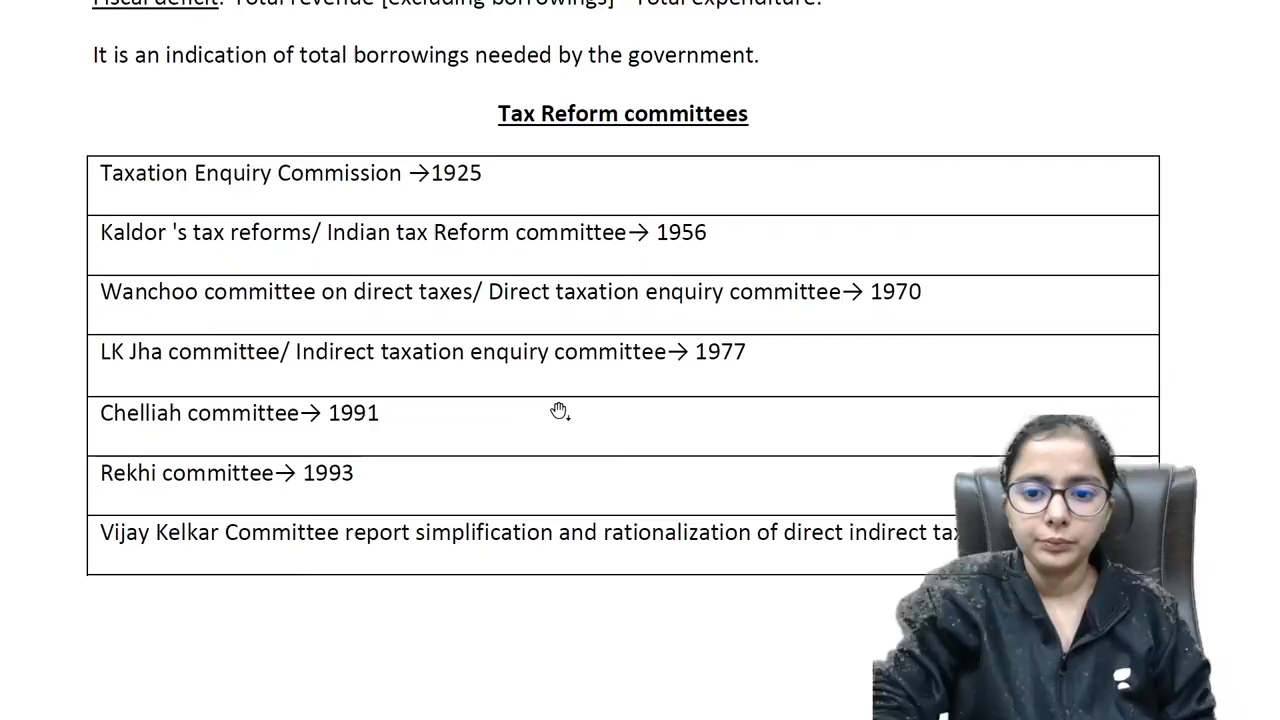 It is an indication of total borrowings needed by the government.
Tax Reform committees
Taxation Enquiry Commission →1925
Kaldor 's tax reforms/ Indian tax Reform committee→ 1956
Wanchoo committee on direct taxes/ Direct taxation enquiry committee→ 1970
LK Jha committee/ Indirect taxation enquiry committee→ 1977
Chelliah committee→ 1991
Rekhi committee→ 1993
Vijay Kelkar Committee report simplification and rationalization of direct indirect